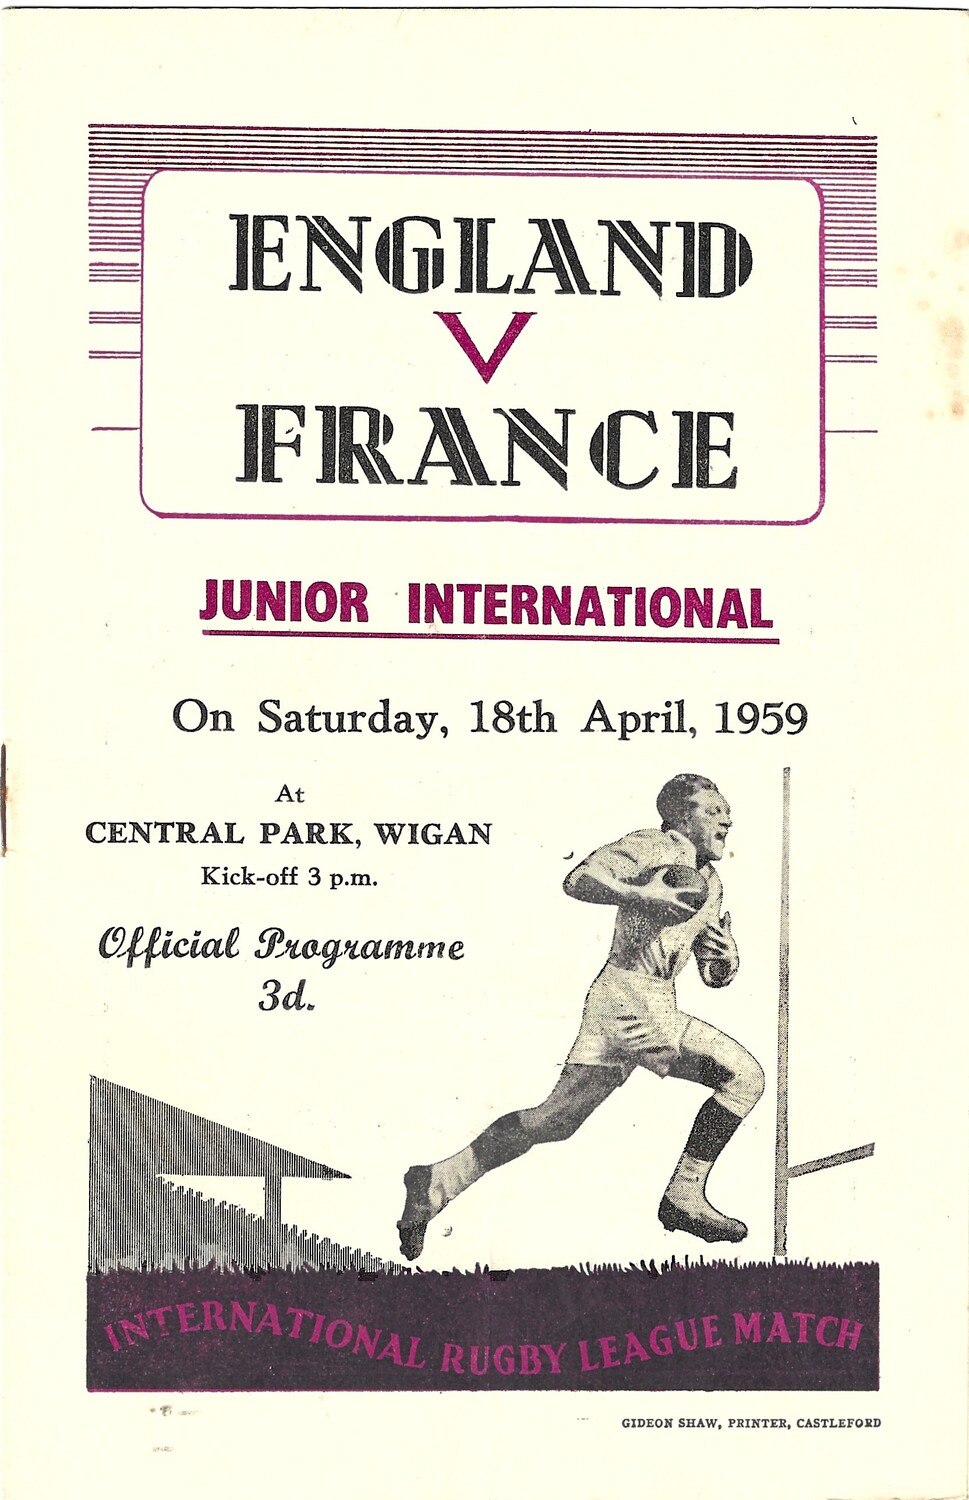 ENGLAND
V
FRANCE
JUNIOR INTERNATIONAL
On Saturday, 18th April, 1959
At
CENTRAL PARK, WIGAN
Kick-off 3 p.m.
Official Programme
3d.
INTERNATIONAL RUGBY LEAGUE MATCH
GIDEON SHAW, PRINTER, CASTLEFORD